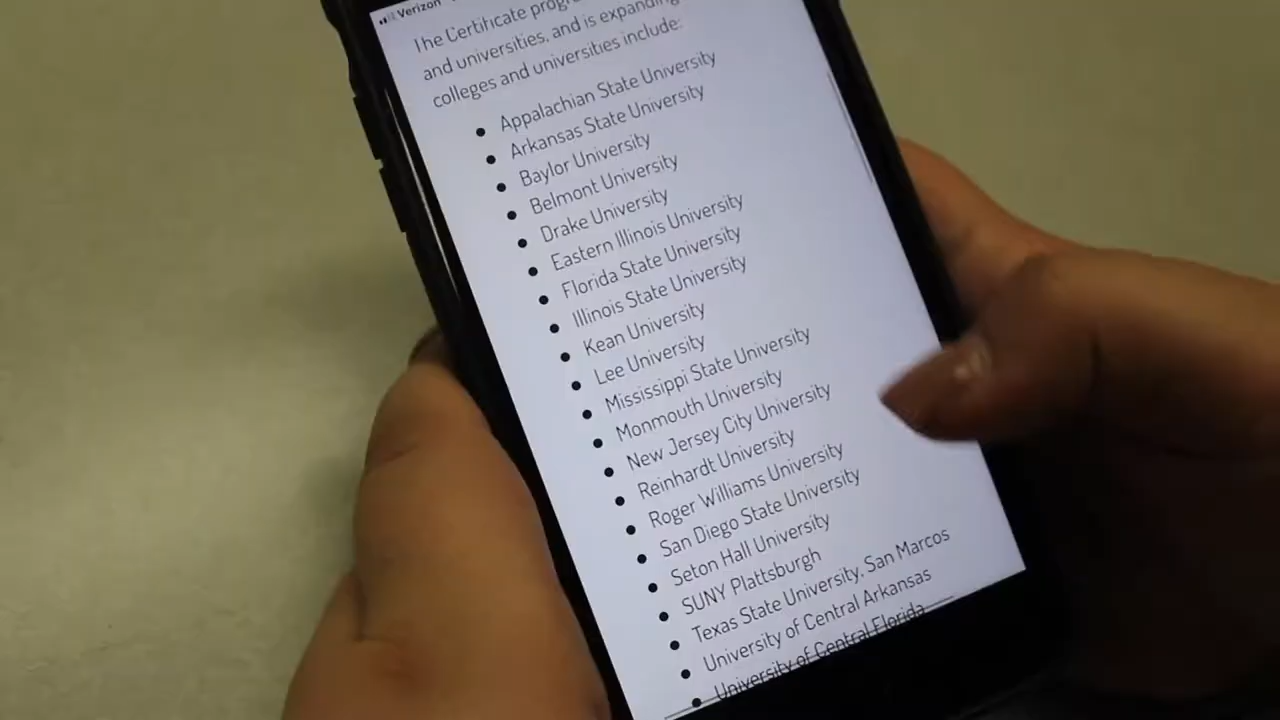 Verizon
The Certificate
and universities, and is expanding
colleges and universities include:
Appalachian State University
Arkansas State University
Baylor University
Belmont University
Drake University
Eastern Illinois University
Florida State University
Illinois State University
Kean University
Lee University
Mississippi State University
Monmouth University
New Jersey City University
Reinhardt University
Roger Williams University
San Diego State University
Seton Hall University
SUNY Plattsburgh
Texas State University, San Marcos
University of Central Arkansas
University of Central Florida